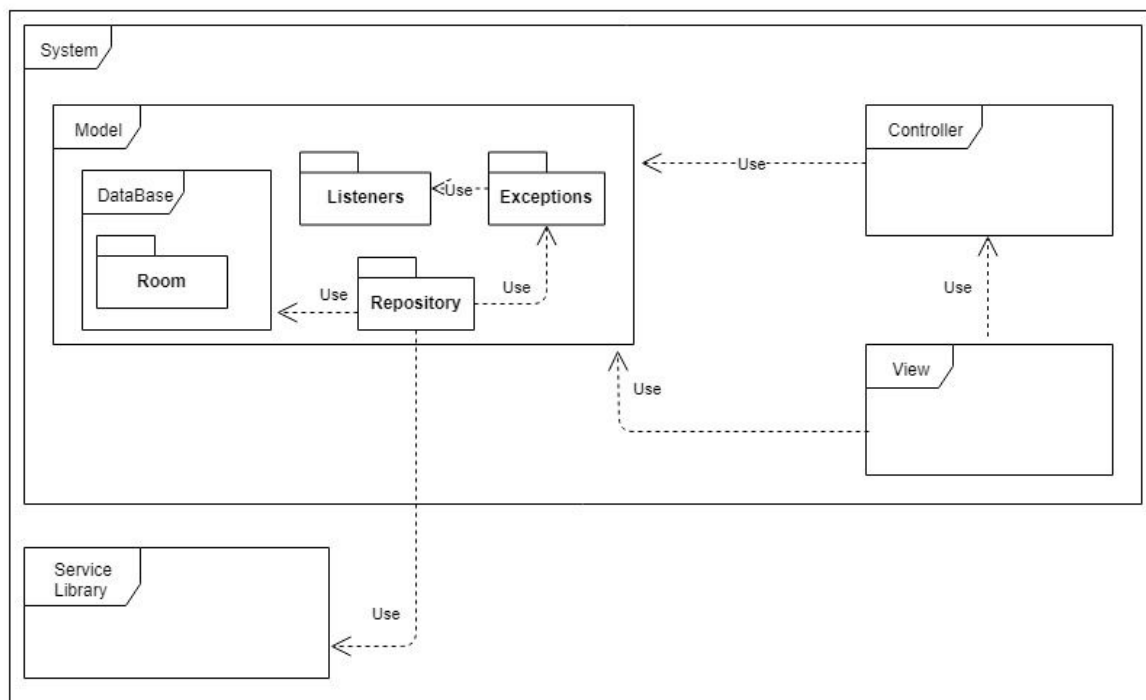 System
Model
Controller
Use
DataBase
Listeners
Use
Exceptions
Room
Use
Repository
Use
Use
Use
View
Service
Library
Use